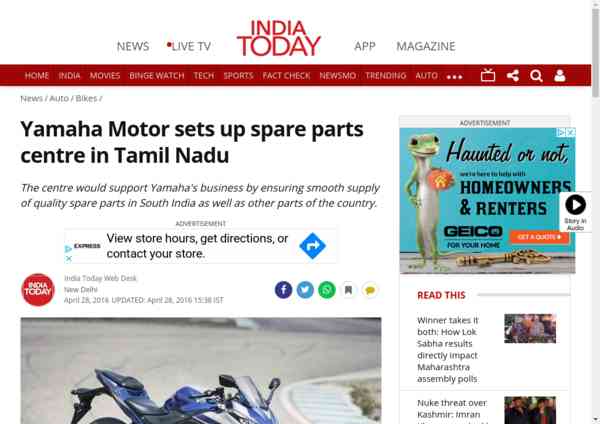 INDIA
TODAY
NEWS
LIVE TV
APP
MAGAZINE
HOME INDIA MOVIES BINGE WATCH TECH SPORTS FACT CHECK NEWSMO TRENDING AUTO
News / Auto / Bikes /
Yamaha Motor sets up spare parts
centre in Tamil Nadu
The centre would support Yamaha's business by ensuring smooth supply
of quality spare parts in South India as well as other parts of the country.
ADVERTISEMENT
EXPRESS
View store hours, get directions, or
contact your store.
INDIA
TODAY
India Today Web Desk
New Delhi
April 28, 2016 UPDATED: April 28, 2016 15:38 IST
ADVERTISEMENT
Haunted or not,
we're here to help with
HOMEOWNERS
& RENTERS
GEICO
FOR YOUR HOME
GET A QUOTE
Story in
Audio
READ THIS
Winner takes it
both: How Lok
Sabha results
directly impact
Maharashtra
assembly polls
Nuke threat over
Kashmir: Imran